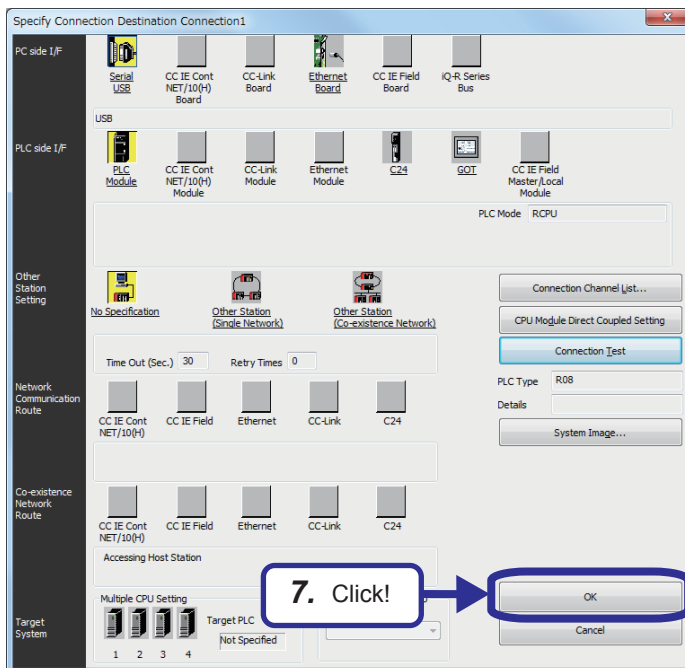 Specify Connection Destination Connection1
PC side I/F
Serial
USB
CC IE Cont
NET/10(H)
Board
CC-Link
Board
Ethernet
Board
CC IE Field
Board
iQ-R Series
Bus
USB
PLC side I/F
PLC
Module
CC IE Cont
NET/10(H)
Module
CC-Link
Module
Ethernet
Module
C24
GOT
CC IE Field
Master/Local
Module
PLC Mode RCPU
Other
Station
Setting
No Specification
Other Station
(Single Network)
Other Station
(Co-existence Network)
Time Out (Sec.) 30 Retry Times 0
Connection Channel List...
CPU Module Direct Coupled Setting
Connection Test
PLC Type R08
Details
System Image...
Network
Communication
Route
CC IE Cont
NET/10(H)
CC IE Field
Ethernet
CC-Link
C24
Co-existence
Network
Route
CC IE Cont
NET/10(H)
CC IE Field
Ethernet
CC-Link
C24
Accessing Host Station
7. Click!
OK
Cancel
Target
System
Multiple CPU Setting
1 2 3 4
Target PLC
Not Specified